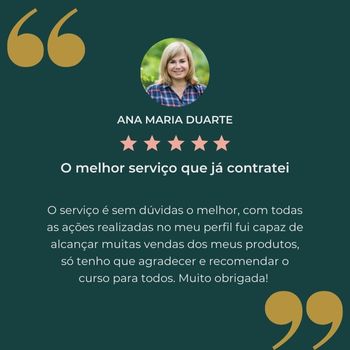 ANA MARIA DUARTE
O melhor serviço que já contratei
O serviço é sem dúvidas o melhor, com todas
as ações realizadas no meu perfil fui capaz de
alcançar muitas vendas dos meus produtos,
só tenho que agradecer e recomendar o
curso para todos. Muito obrigada!